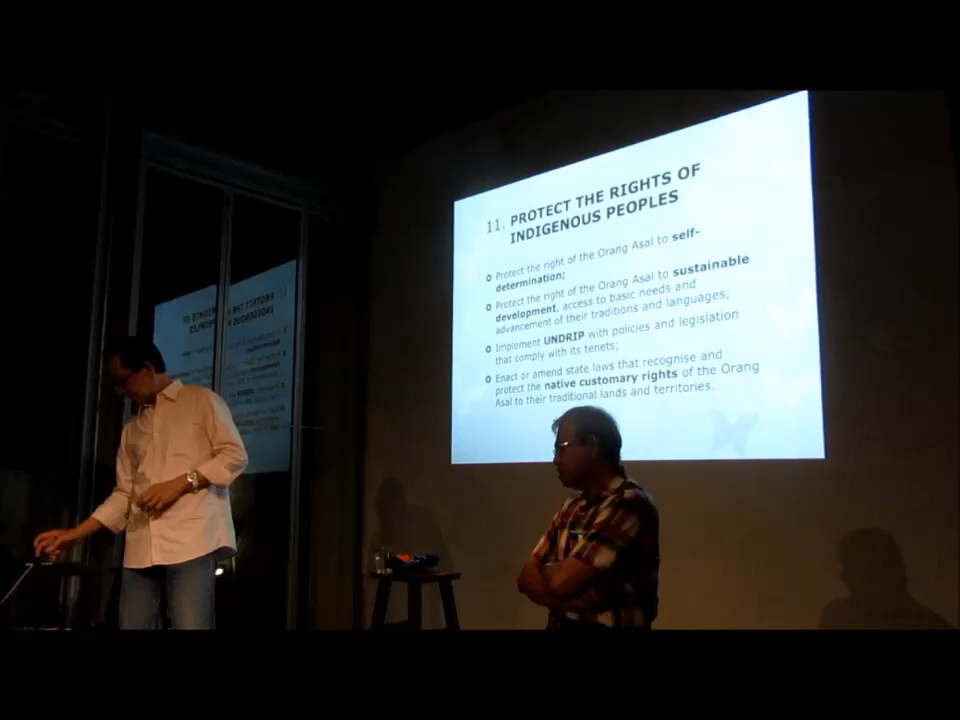 11. PROTECT THE RIGHTS OF
INDIGENOUS PEOPLES
Protect the right of the Orang Asal to self-
determination;
Protect the right of the Orang Asal to sustainable
development, access to basic needs and
advancement of their traditions and languages;
Implement UNDRIP with policies and legislation
that comply with its tenets;
Enact or amend state laws that recognise and
protect the native customary rights of the Orang
Asal to their traditional lands and territories.